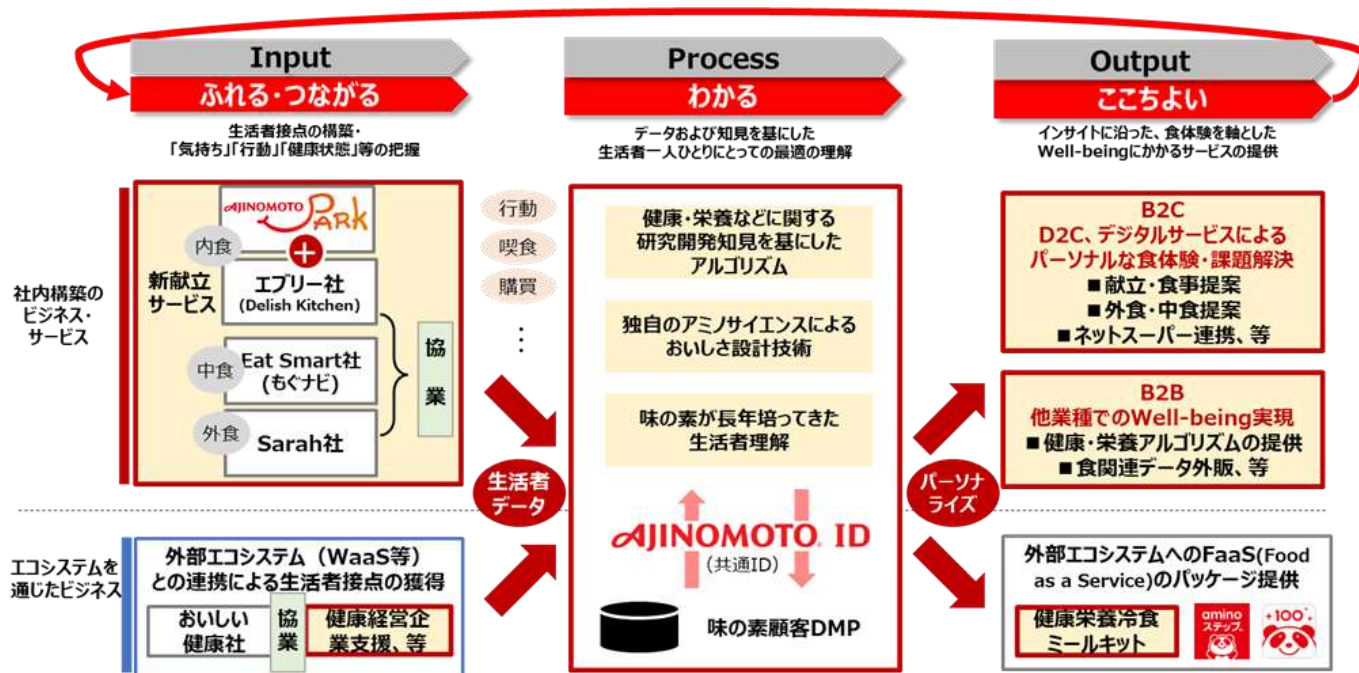 Input
ふれる・つながる
生活者接点の構築・
「気持ち」「行動」「健康状態」等の把握
Process
わかる
データおよび知見を基にした
生活者一人ひとりにとっての最適の理解
Output
ここちよい
インサイトに沿った、食体験を軸とした
Well-beingにかかるサービスの提供
社内構築の
ビジネス・
サービス
AJINOMOTO PARK
内食
新献立
サービス
エブリー社
(Delish Kitchen)
中食
Eat Smart社
(もぐナビ)
外食
Sarah社
協
業
行動
喫食
購買
⋮
生活者
データ
健康・栄養などに関する
研究開発知見を基にした
アルゴリズム
独自のアミノサイエンスによる
おいしさ設計技術
味の素が長年培ってきた
生活者理解
AJINOMOTO. ID
(共通ID)
味の素顧客DMP
パーソナ
ライズ
B2C
D2C、デジタルサービスによる
パーソナルな食体験・課題解決
■献立・食事提案
■外食・中食提案
■ネットスーパー連携、等
B2B
他業種でのWell-being実現
■健康・栄養アルゴリズムの提供
■食関連データ外販、等
エコシステムを
通じたビジネス
外部エコシステム（WaaS等）
との連携による生活者接点の獲得
おいしい
健康社
協
業
健康経営企
業支援、等
外部エコシステムへのFaaS(Food
as a Service)のパッケージ提供
健康栄養冷食
ミールキット
amino
ステップ
+100